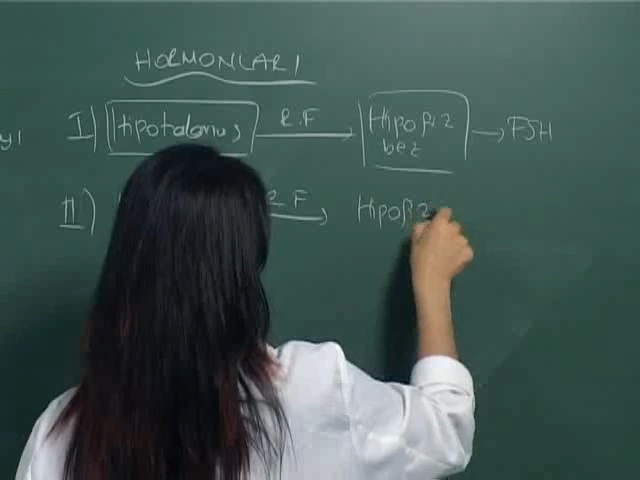 HORMONLARI
I) Hipotalamus R.F → Hipofiz bez → FSH
II) R.F → Hipofiz